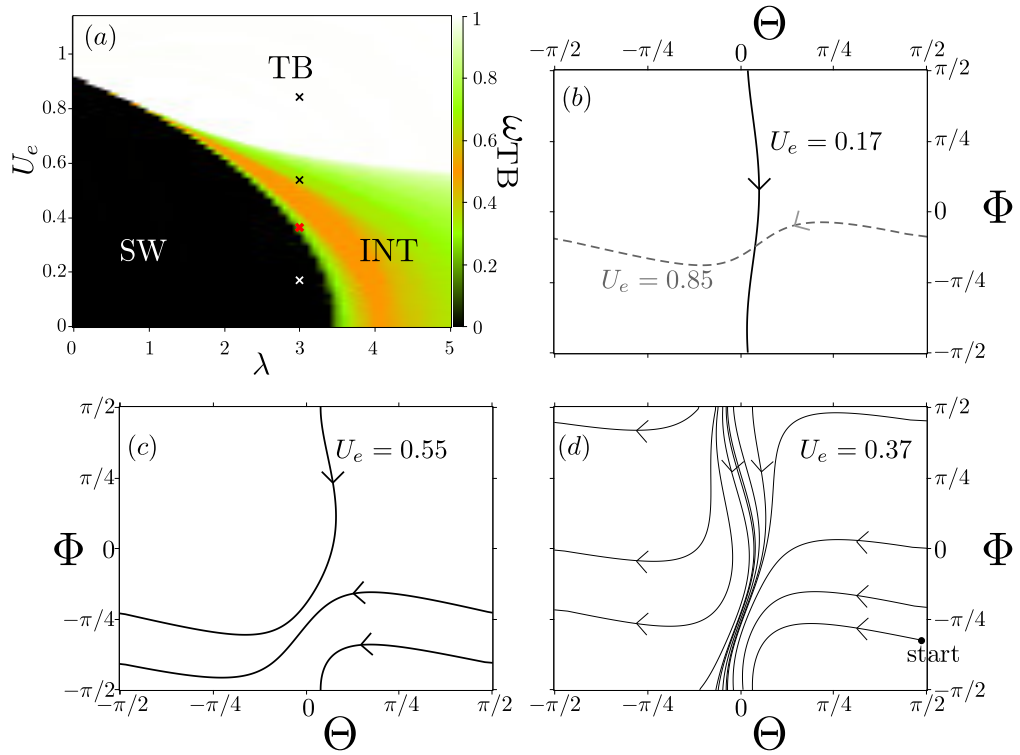 (a)
TB
SW
INT
U_e
1
0.8
0.6
0.4
0.2
0
0 1 2 3 4 5
λ
1
0.8
0.6
0.4
0.2
0
ωTB
Θ
−π/2 −π/4 0 π/4 π/2
(b)
U_e = 0.17
U_e = 0.85
π/2
π/4
0
−π/4
−π/2
Φ
(c)
U_e = 0.55
π/2
π/4
0
−π/4
−π/2
Φ
−π/2 −π/4 0 π/4 π/2
Θ
(d)
U_e = 0.37
start
π/2
π/4
0
−π/4
−π/2
Φ
−π/2 −π/4 0 π/4 π/2
Θ